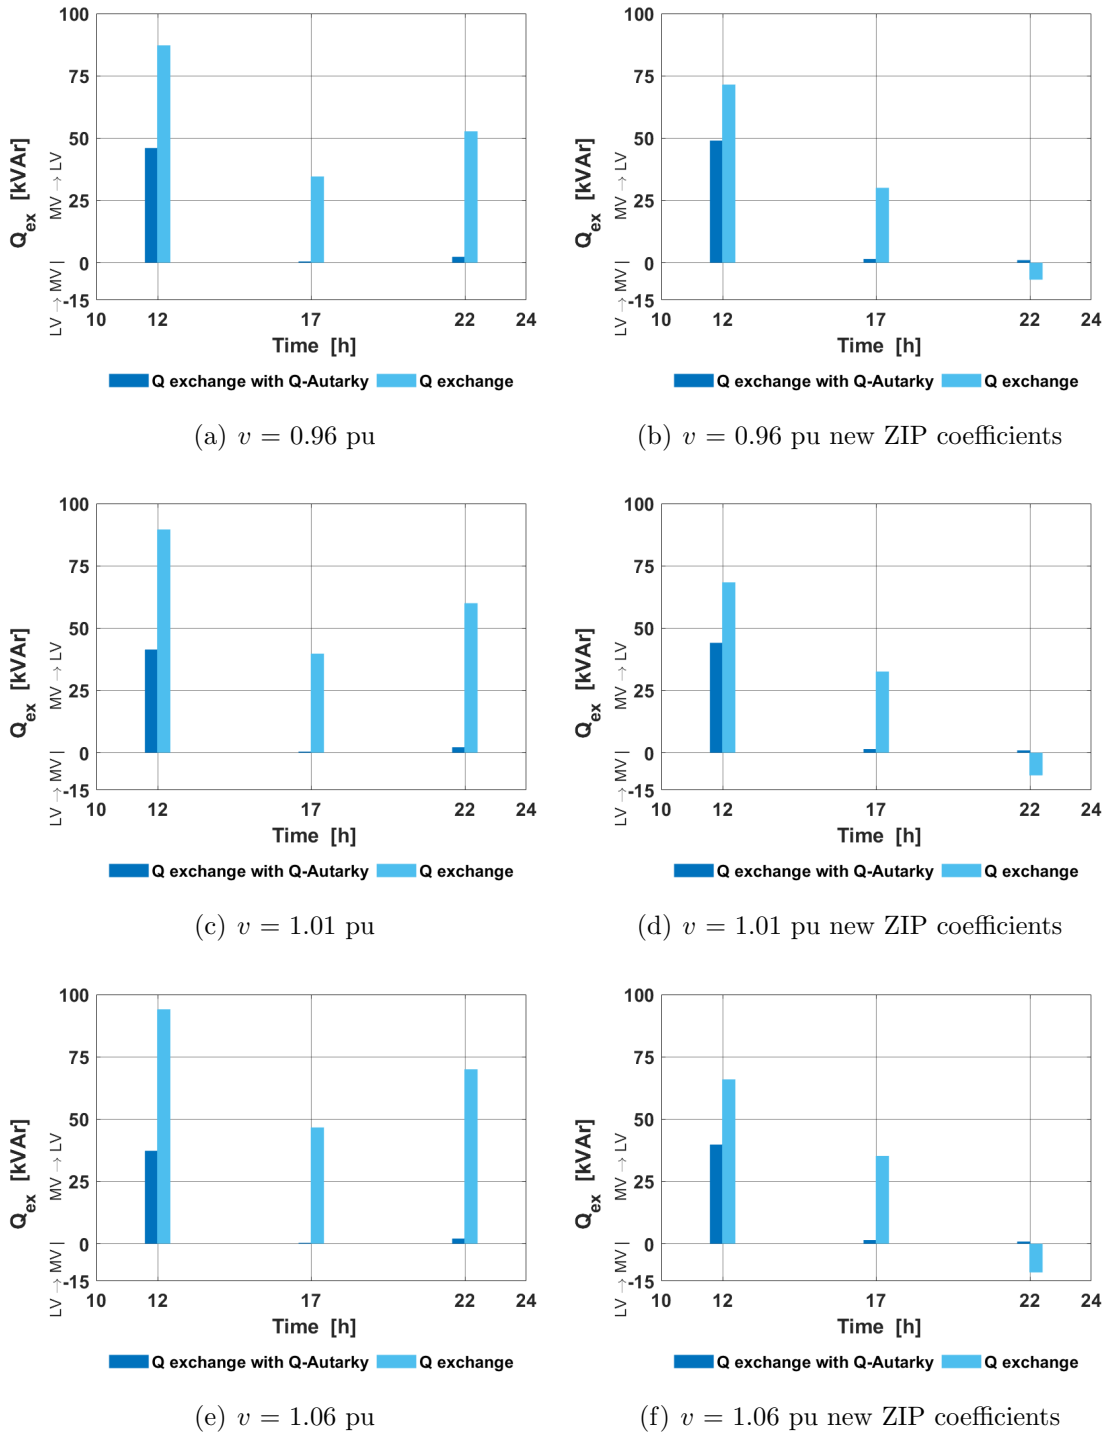 100
75
50
25
0
-15
Q_ex [kVAr]
LV → MV | MV → LV
10 12 17 22 24
Time [h]
Q exchange with Q-Autarky Q exchange
(a) v = 0.96 pu
100
75
50
25
0
-15
Q_ex [kVAr]
LV → MV | MV → LV
10 12 17 22 24
Time [h]
Q exchange with Q-Autarky Q exchange
(b) v = 0.96 pu new ZIP coefficients
100
75
50
25
0
-15
Q_ex [kVAr]
LV → MV | MV → LV
10 12 17 22 24
Time [h]
Q exchange with Q-Autarky Q exchange
(c) v = 1.01 pu
100
75
50
25
0
-15
Q_ex [kVAr]
LV → MV | MV → LV
10 12 17 22 24
Time [h]
Q exchange with Q-Autarky Q exchange
(d) v = 1.01 pu new ZIP coefficients
100
75
50
25
0
-15
Q_ex [kVAr]
LV → MV | MV → LV
10 12 17 22 24
Time [h]
Q exchange with Q-Autarky Q exchange
(e) v = 1.06 pu
100
75
50
25
0
-15
Q_ex [kVAr]
LV → MV | MV → LV
10 12 17 22 24
Time [h]
Q exchange with Q-Autarky Q exchange
(f) v = 1.06 pu new ZIP coefficients